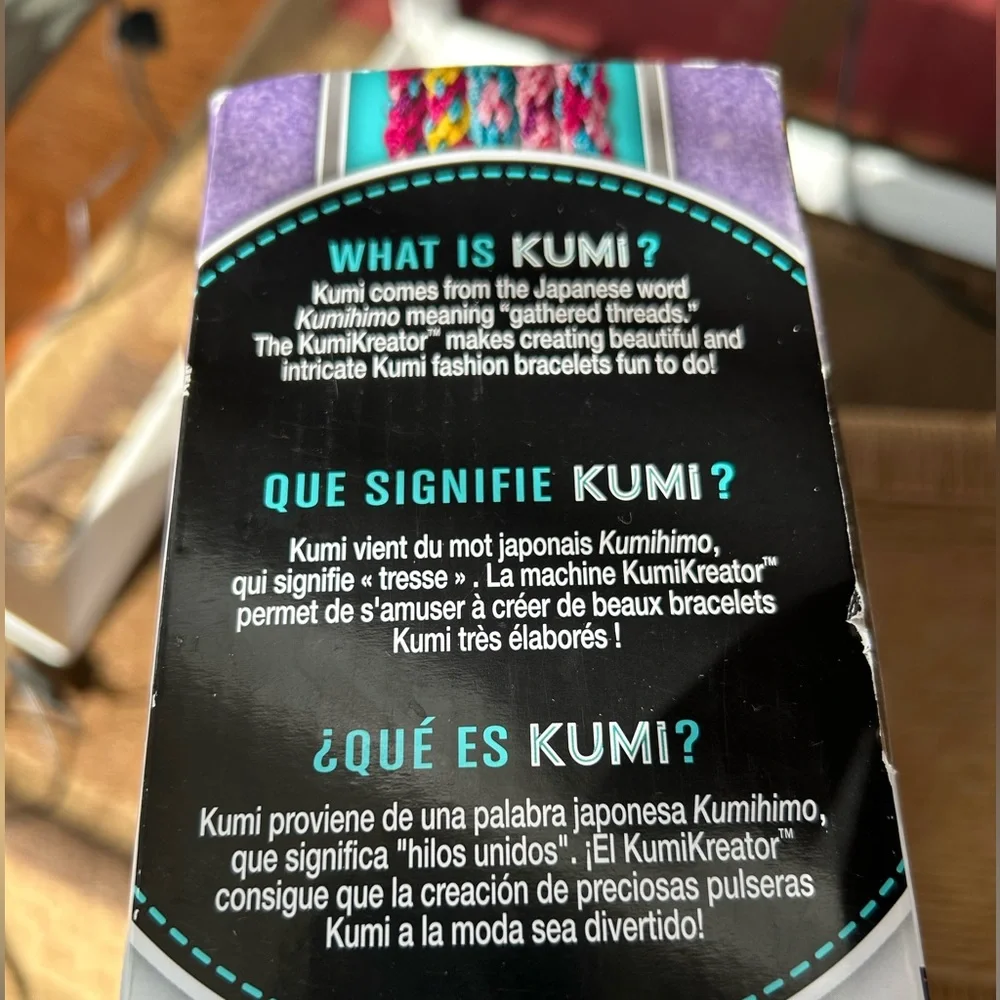 WHAT IS KUMi?
Kumi comes from the Japanese word
Kumihimo meaning “gathered threads.”
The KumiKreator™ makes creating beautiful and
intricate Kumi fashion bracelets fun to do!
QUE SIGNIFIE KUMi?
Kumi vient du mot japonais Kumihimo,
qui signifie « tresse » . La machine KumiKreator™
permet de s'amuser à créer de beaux bracelets
Kumi très élaborés !
¿QUÉ ES KUMi?
Kumi proviene de una palabra japonesa Kumihimo,
que significa "hilos unidos". ¡El KumiKreator™
consigue que la creación de preciosas pulseras
Kumi a la moda sea divertido!